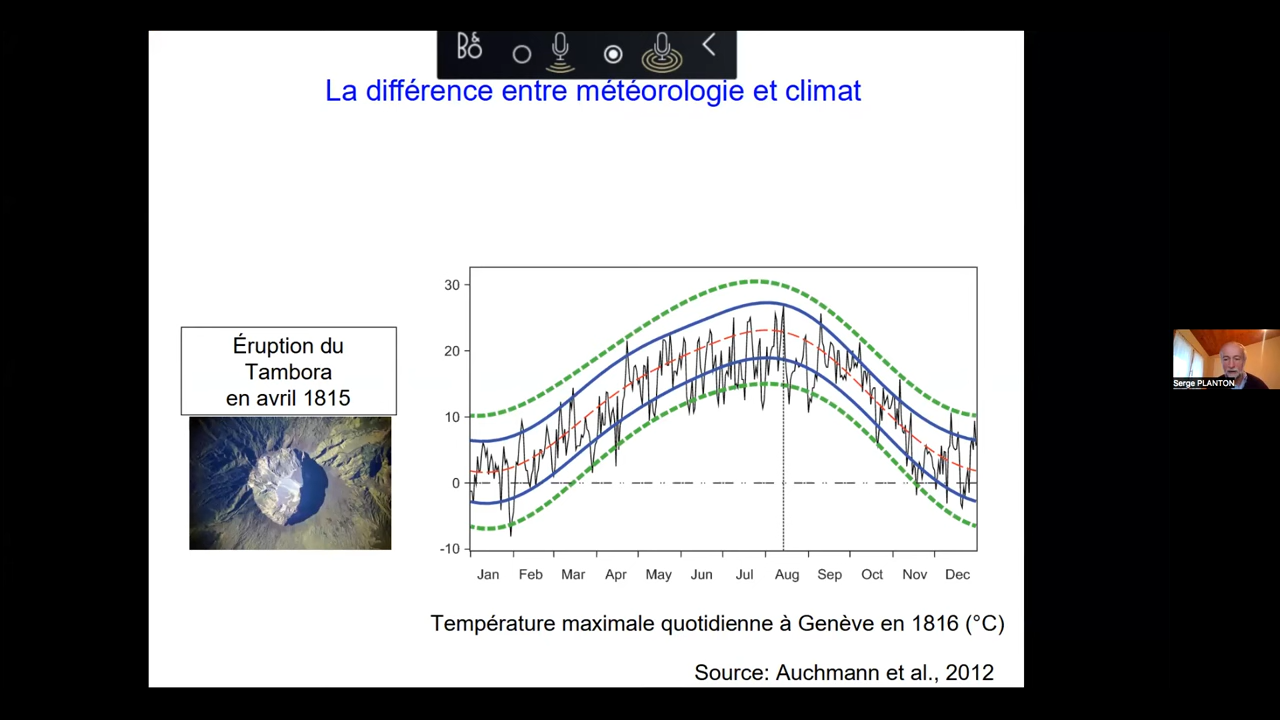 B&O
La différence entre météorologie et climat
Éruption du
Tambora
en avril 1815
30
20
10
0
-10
Jan Feb Mar Apr May Jun Jul Aug Sep Oct Nov Dec
Température maximale quotidienne à Genève en 1816 (°C)
Source: Auchmann et al., 2012
Serge PLANTON